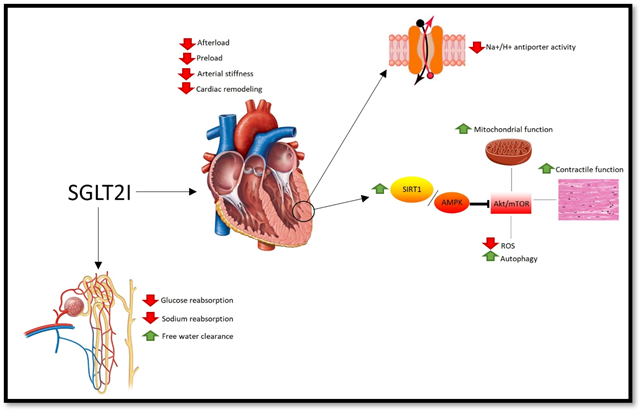 Afterload
Preload
Arterial stiffness
Cardiac remodeling
Na+/H+ antiporter activity
Mitochondrial function
Contractile function
SGLT2I
SIRT1
AMPK
Akt/mTOR
ROS
Autophagy
Glucose reabsorption
Sodium reabsorption
Free water clearance